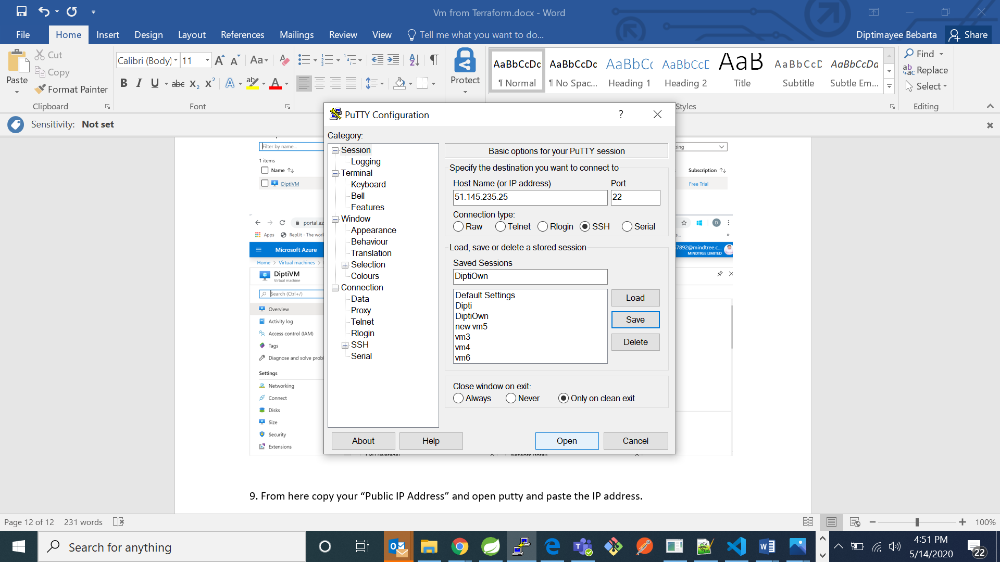 Vm from Terraform.docx - Word
File Home Insert Design Layout References Mailings Review View Tell me what you want to do... Diptimayee Bebarta Share
Paste
Cut
Copy
Format Painter
Clipboard
Calibri (Body) 11
Aa
B I U abc X₂ X²
Font
Protect
AaBbCcDc AaBbCcDc AaBbCc AaBbCcD AaB AaBbCcD AaBbCcDd
¶ Normal ¶ No Spac... Heading 1 Heading 2 Title Subtitle Subtle Em...
Styles
Find
Replace
Select
Editing
Sensitivity: Not set
Filter by name...
1 items
Name
Subscription
DiptiVM
Free Trial
portal.az
Apps Repl.it - The work
Microsoft Azure
7892@mindtree.c...
MINDTREE LIMITED
Home > Virtual machines >
DiptiVM
Virtual machine
Search (Ctrl+/)
Overview
Activity log
Access control (IAM)
Tags
Diagnose and solve probl
Settings
Networking
Connect
Disks
Size
Security
Extensions
CPU (average)
Network (total)
PuTTY Configuration
Category:
Session
Logging
Terminal
Keyboard
Bell
Features
Window
Appearance
Behaviour
Translation
Selection
Colours
Connection
Data
Proxy
Telnet
Rlogin
SSH
Serial
Basic options for your PuTTY session
Specify the destination you want to connect to
Host Name (or IP address) Port
51.145.235.25 22
Connection type:
Raw Telnet Rlogin SSH Serial
Load, save or delete a stored session
Saved Sessions
DiptiOwn
Default Settings
Dipti
DiptiOwn
new vm5
vm3
vm4
vm6
Load
Save
Delete
Close window on exit:
Always Never Only on clean exit
About Help Open Cancel
9. From here copy your “Public IP Address” and open putty and paste the IP address.
Page 12 of 12 231 words
100%
Search for anything
4:51 PM
5/14/2020
22